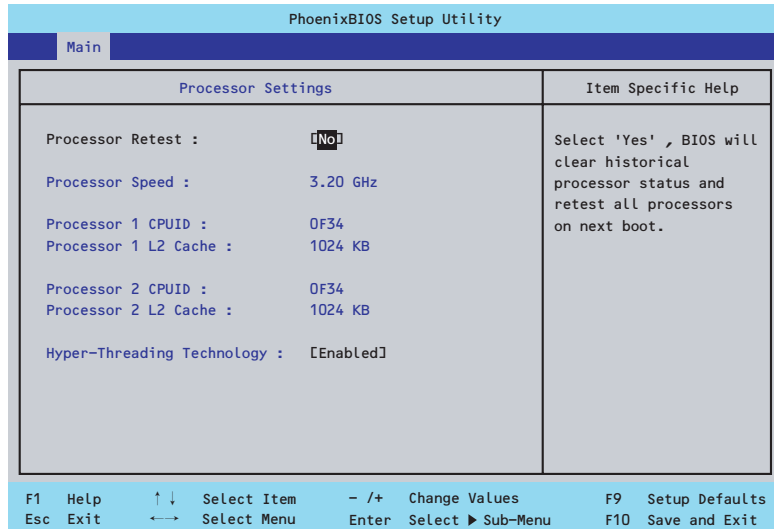 PhoenixBIOS Setup Utility
Main
Processor Settings
Item Specific Help
Processor Retest : [No]
Processor Speed : 3.20 GHz
Processor 1 CPUID : 0F34
Processor 1 L2 Cache : 1024 KB
Processor 2 CPUID : 0F34
Processor 2 L2 Cache : 1024 KB
Hyper-Threading Technology : [Enabled]
Select 'Yes' , BIOS will
clear historical
processor status and
retest all processors
on next boot.
F1 Help ↑↓ Select Item - /+ Change Values F9 Setup Defaults
Esc Exit ←→ Select Menu Enter Select ▶ Sub-Menu F10 Save and Exit